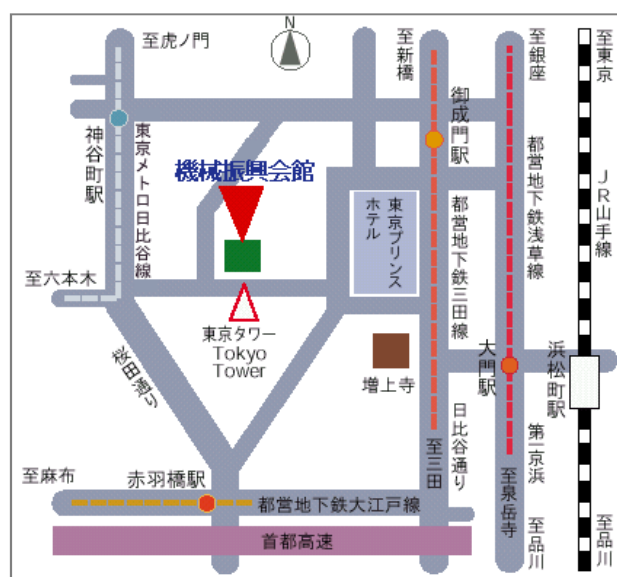 至虎ノ門
N
至新橋
至銀座
至東京
御成門駅
神谷町駅
東京メトロ日比谷線
機械振興会館
東京プリンス
ホテル
都営地下鉄三田線
都営地下鉄浅草線
JR山手線
至六本木
東京タワー
Tokyo
Tower
桜田通り
増上寺
大門駅
浜松町駅
日比谷通り
第一京浜
至三田
至泉岳寺
至麻布
赤羽橋駅
都営地下鉄大江戸線
首都高速
至品川
至品川